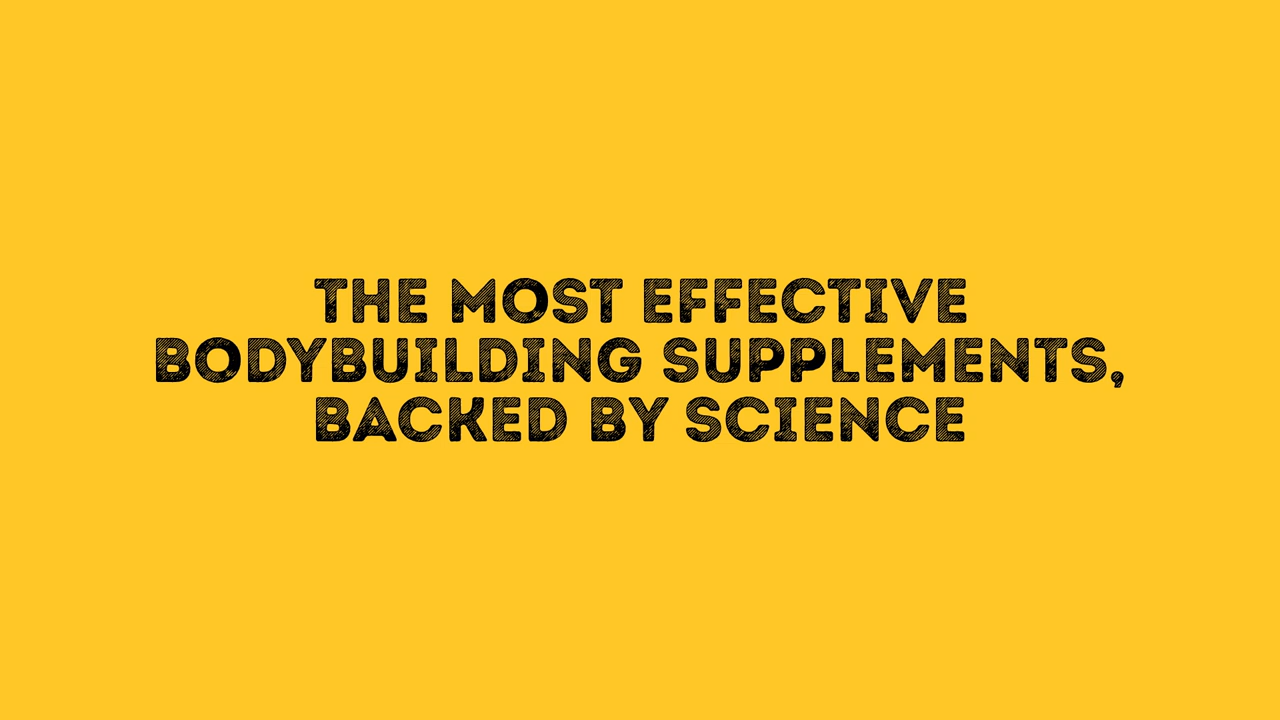 THE MOST EFFECTIVE
BODYBUILDING SUPPLEMENTS,
BACKED BY SCIENCE